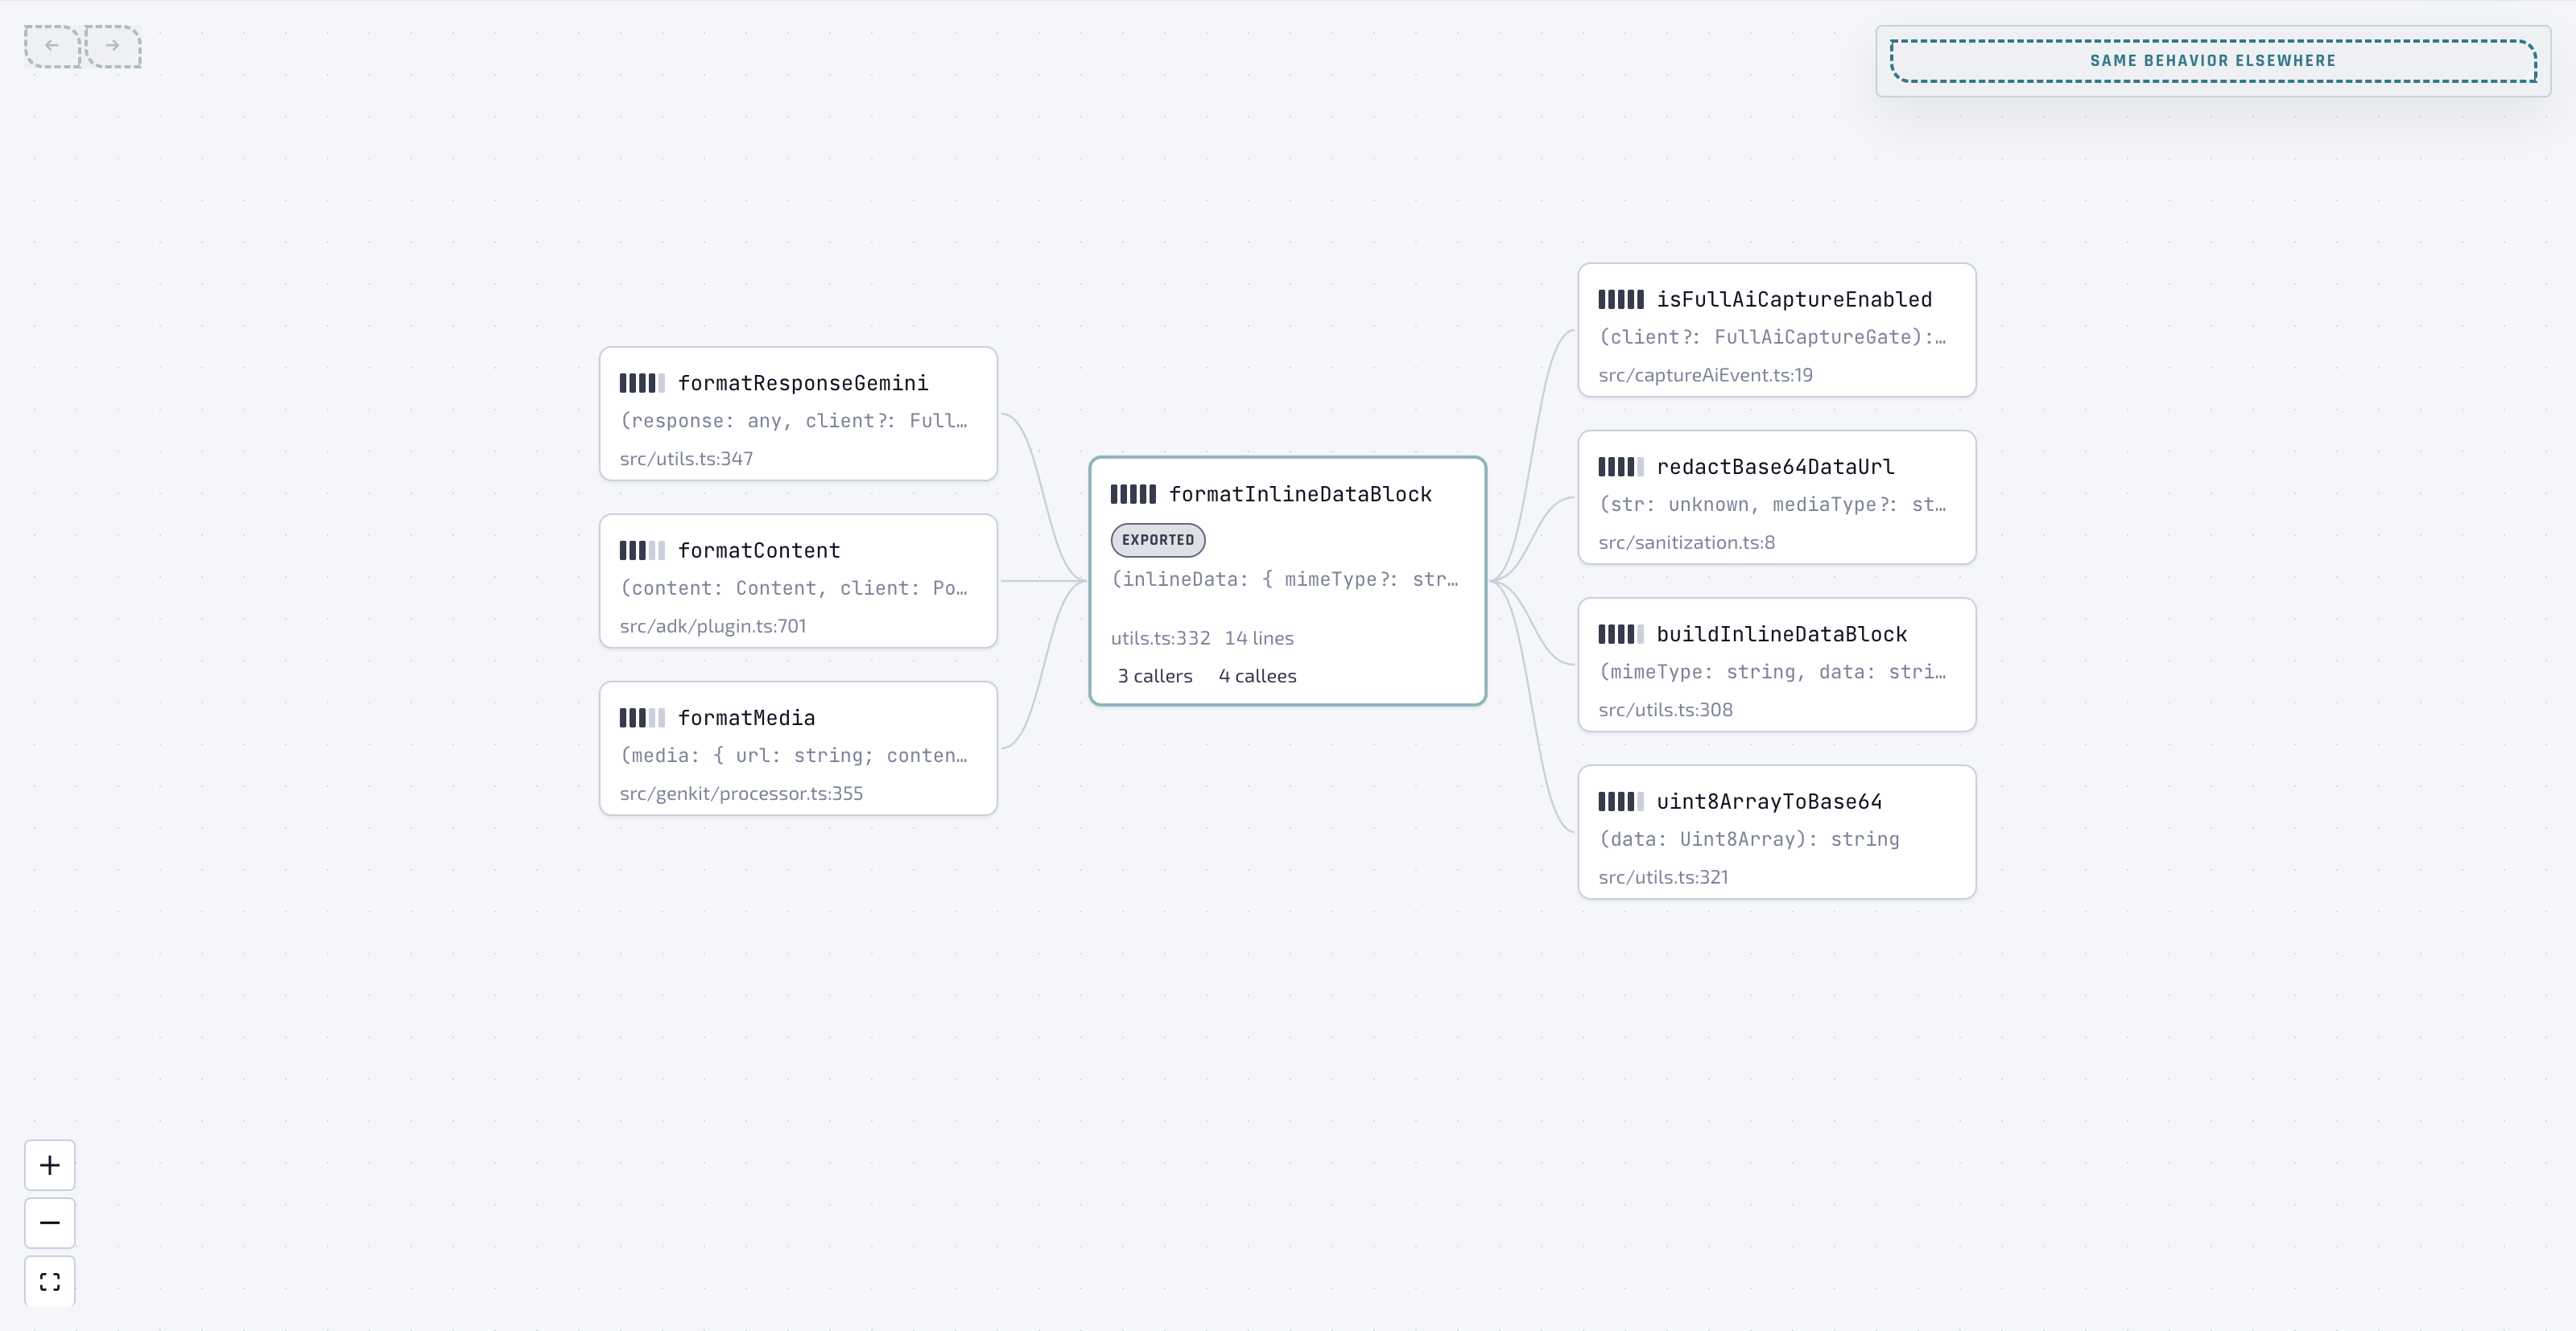 SAME BEHAVIOR ELSEWHERE
formatResponseGemini
(response: any, client?: Full…
src/utils.ts:347
formatContent
(content: Content, client: Po…
src/adk/plugin.ts:701
formatMedia
(media: { url: string; conten…
src/genkit/processor.ts:355
formatInlineDataBlock
EXPORTED
(inlineData: { mimeType?: str…
utils.ts:332 14 lines
3 callers 4 callees
isFullAiCaptureEnabled
(client?: FullAiCaptureGate):…
src/captureAiEvent.ts:19
redactBase64DataUrl
(str: unknown, mediaType?: st…
src/sanitization.ts:8
buildInlineDataBlock
(mimeType: string, data: stri…
src/utils.ts:308
uint8ArrayToBase64
(data: Uint8Array): string
src/utils.ts:321